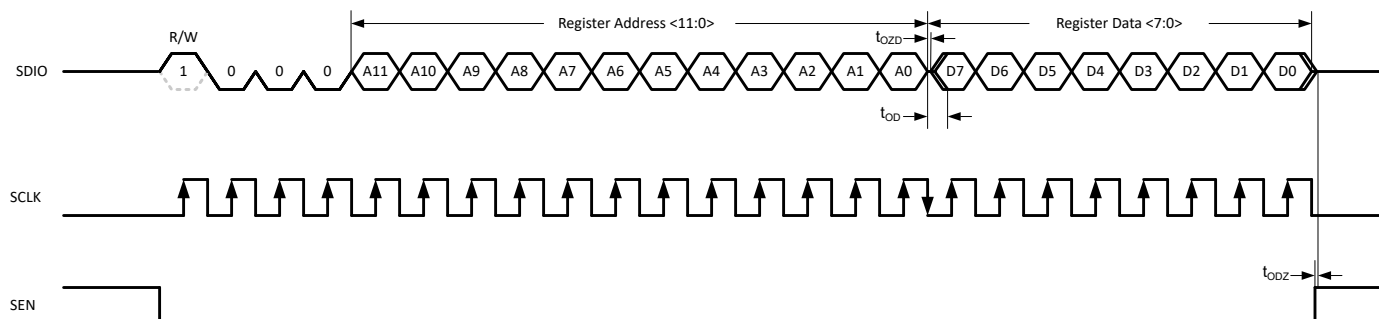 Register Address <11:0>
Register Data <7:0>
R/W
tOZD
SDIO
1 0 0 0 A11 A10 A9 A8 A7 A6 A5 A4 A3 A2 A1 A0 D7 D6 D5 D4 D3 D2 D1 D0
tOD
SCLK
tODZ
SEN